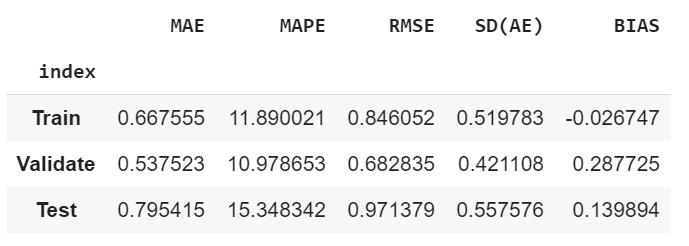 MAE MAPE RMSE SD(AE) BIAS
index
Train 0.667555 11.890021 0.846052 0.519783 -0.026747
Validate 0.537523 10.978653 0.682835 0.421108 0.287725
Test 0.795415 15.348342 0.971379 0.557576 0.139894